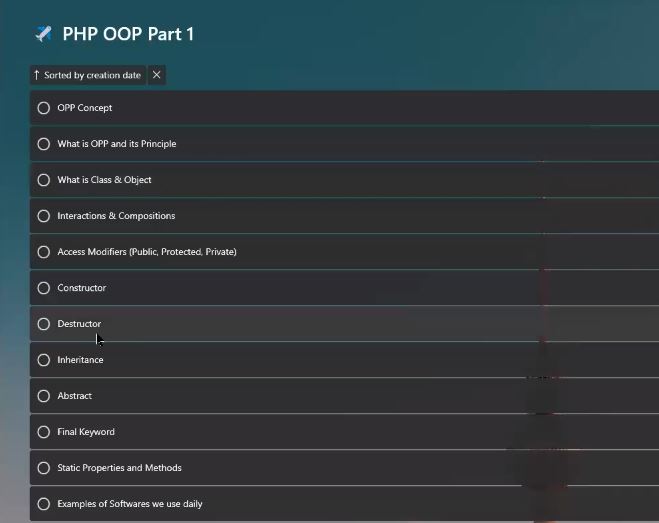 PHP OOP Part 1
↑ Sorted by creation date ×
OPP Concept
What is OPP and its Principle
What is Class & Object
Interactions & Compositions
Access Modifiers (Public, Protected, Private)
Constructor
Destructor
Inheritance
Abstract
Final Keyword
Static Properties and Methods
Examples of Softwares we use daily